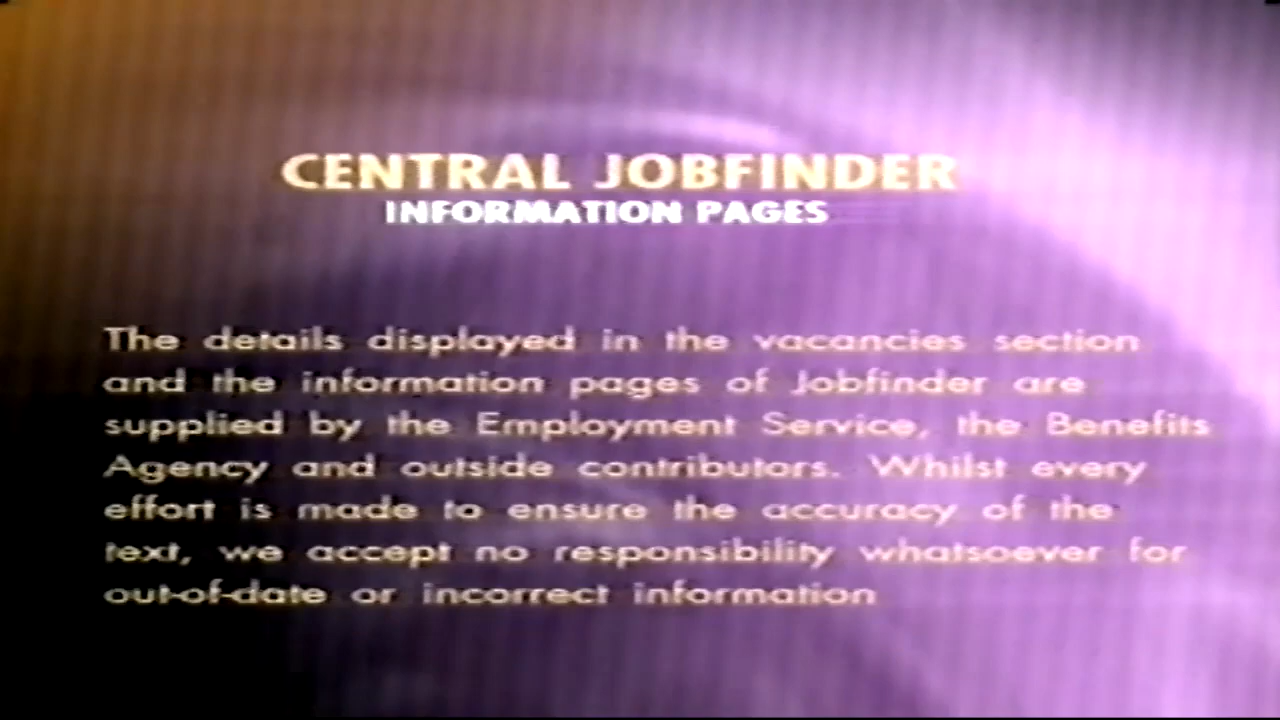 CENTRAL JOBFINDER
INFORMATION PAGES
The details displayed in the vacancies section
and the information pages of Jobfinder are
supplied by the Employment Service, the Benefits
Agency and outside contributors. Whilst every
effort is made to ensure the accuracy of the
text, we accept no responsibility whatsoever for
out-of-date or incorrect information